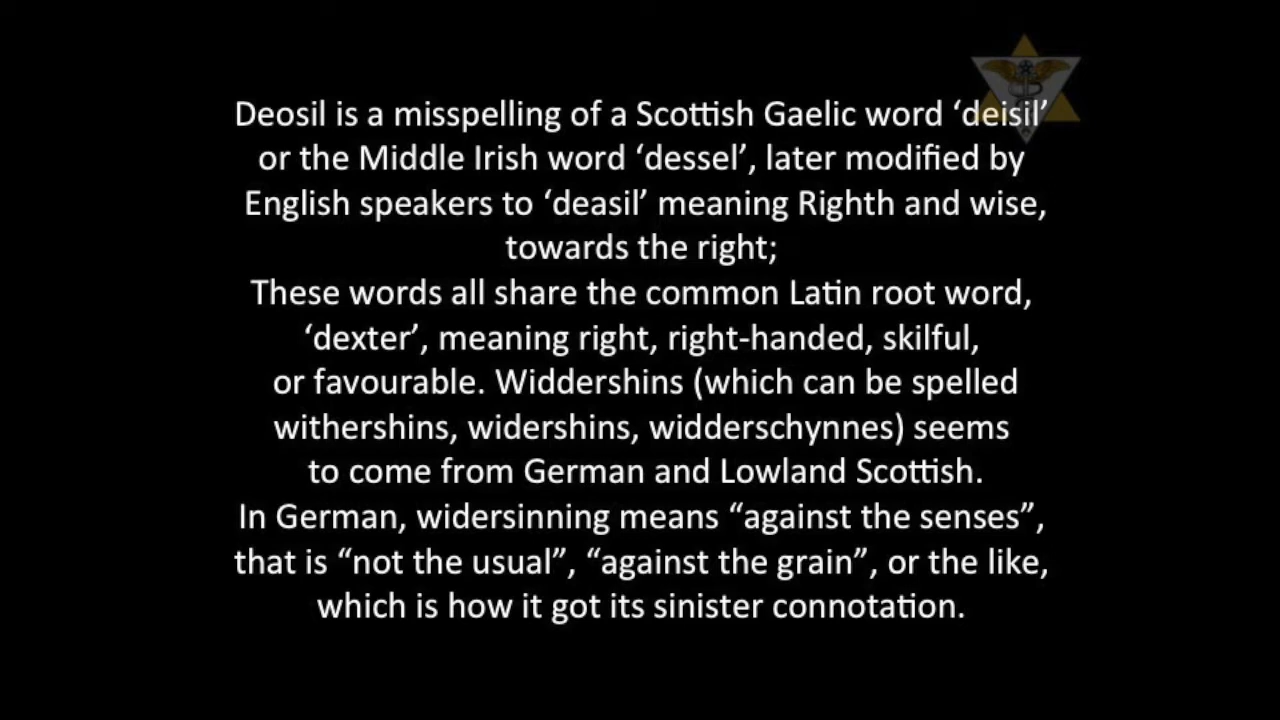 Deosil is a misspelling of a Scottish Gaelic word ‘deisil’
or the Middle Irish word ‘dessel’, later modified by
English speakers to ‘deasil’ meaning Righth and wise,
towards the right;
These words all share the common Latin root word,
‘dexter’, meaning right, right-handed, skilful,
or favourable. Widdershins (which can be spelled
withershins, widershins, widderschynnes) seems
to come from German and Lowland Scottish.
In German, widersinning means “against the senses”,
that is “not the usual”, “against the grain”, or the like,
which is how it got its sinister connotation.